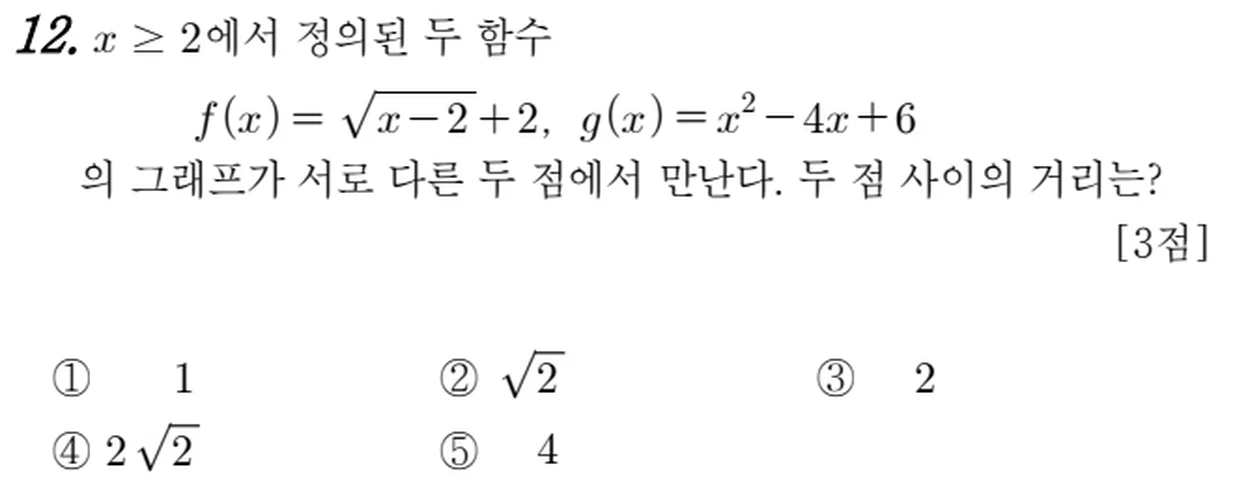 12. x ≥ 2에서 정의된 두 함수
f(x) = √(x−2) + 2, g(x) = x² − 4x + 6
의 그래프가 서로 다른 두 점에서 만난다. 두 점 사이의 거리는?
[3점]
① 1 ② √2 ③ 2
④ 2√2 ⑤ 4